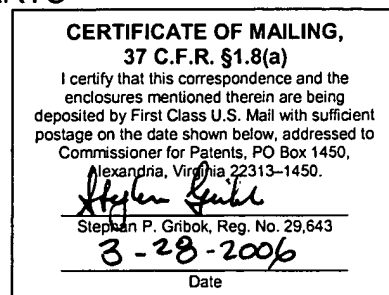 CERTIFICATE OF MAILING,
37 C.F.R. §1.8(a)
I certify that this correspondence and the
enclosures mentioned therein are being
deposited by First Class U.S. Mail with sufficient
postage on the date shown below, addressed to
Commissioner for Patents, PO Box 1450,
Alexandria, Virginia 22313–1450.
Stephan P. Gribok, Reg. No. 29,643
3-28-2006
Date